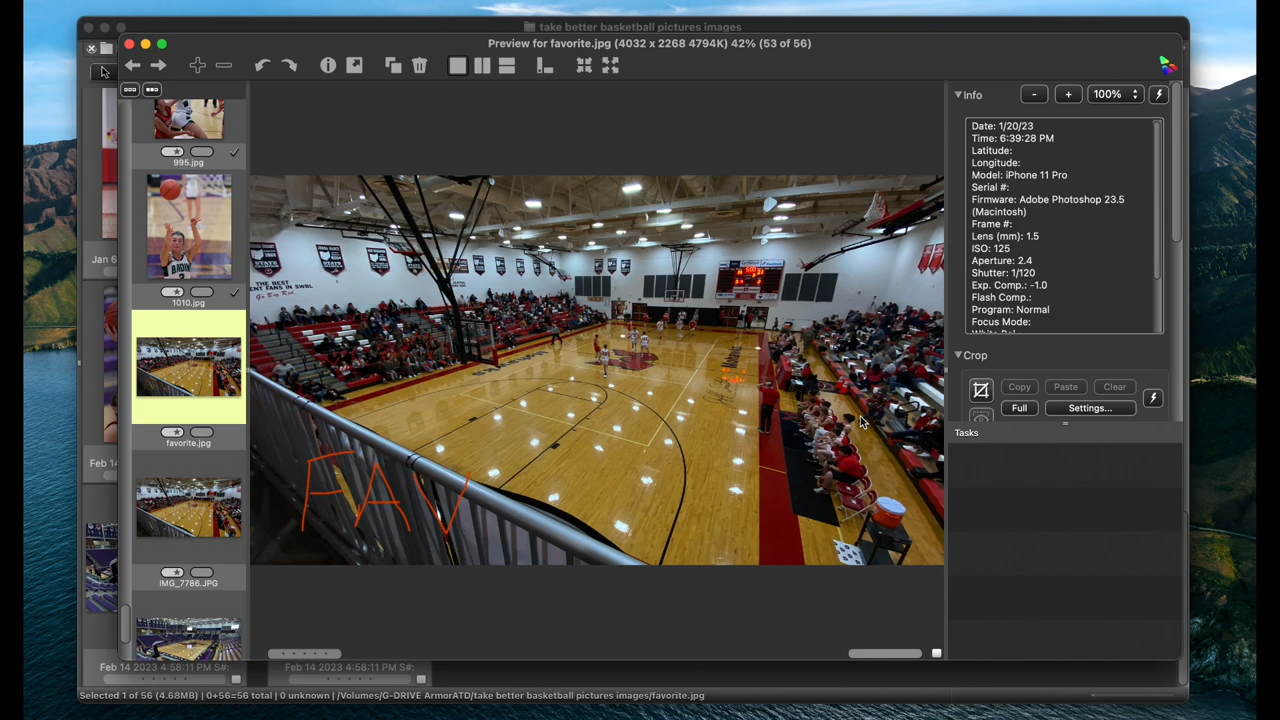 take better basketball pictures images
Preview for favorite.jpg (4032 x 2268 4794K) 42% (53 of 56)
Info
- + 100%
Date: 1/20/23
Time: 6:39:28 PM
Latitude:
Longitude:
Model: iPhone 11 Pro
Serial #:
Firmware: Adobe Photoshop 23.5
(Macintosh)
Frame #:
Lens (mm): 1.5
ISO: 125
Aperture: 2.4
Shutter: 1/120
Exp. Comp.: -1.0
Flash Comp.:
Program: Normal
Focus Mode:
Crop
Copy Paste Clear
Full Settings...
Tasks
995.jpg
1010.jpg
favorite.jpg
IMG_7786.JPG
Jan 6
Feb 14
STATE
STATE
Go Big Red
FAV
Feb 14 2023 4:58:11 PM S#:
Feb 14 2023 4:58:11 PM S#:
Selected 1 of 56 (4.68MB) | 0+56=56 total | 0 unknown | /Volumes/G-DRIVE ArmorATD/take better basketball pictures images/favorite.jpg